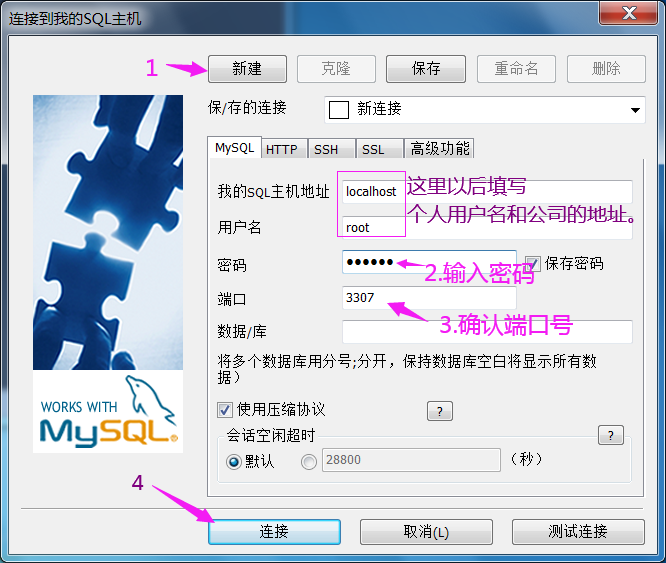 连接到我的SQL主机
1
新建
克隆
保存
重命名
删除
保/存的连接
新连接
MySQL
HTTP
SSH
SSL
高级功能
我的SQL主机地址
localhost
这里以后填写
用户名
root
个人用户名和公司的地址。
密码
••••••
2.输入密码
保存密码
端口
3307
3.确认端口号
数据/库
将多个数据库用分号;分开，保持数据库空白将显示所有数
据）
使用压缩协议
?
会话空闲超时
?
默认
28800
（秒）
WORKS WITH
MySQL®
4
连接
取消(L)
测试连接